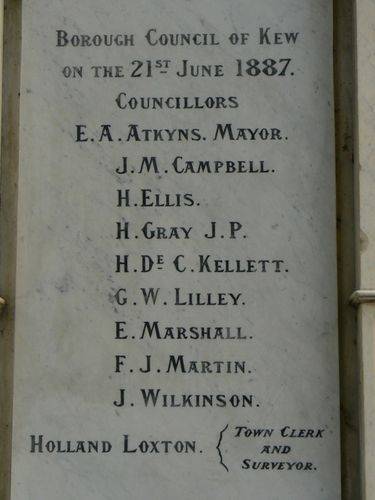 Borough Council of Kew
on the 21st June 1887.
Councillors
E. A. Atkyns. Mayor.
J. M. Campbell.
H. Ellis.
H. Gray J. P.
H. De C. Kellett.
G. W. Lilley.
E. Marshall.
F. J. Martin.
J. Wilkinson.
Holland Loxton. { Town Clerk
and
Surveyor.